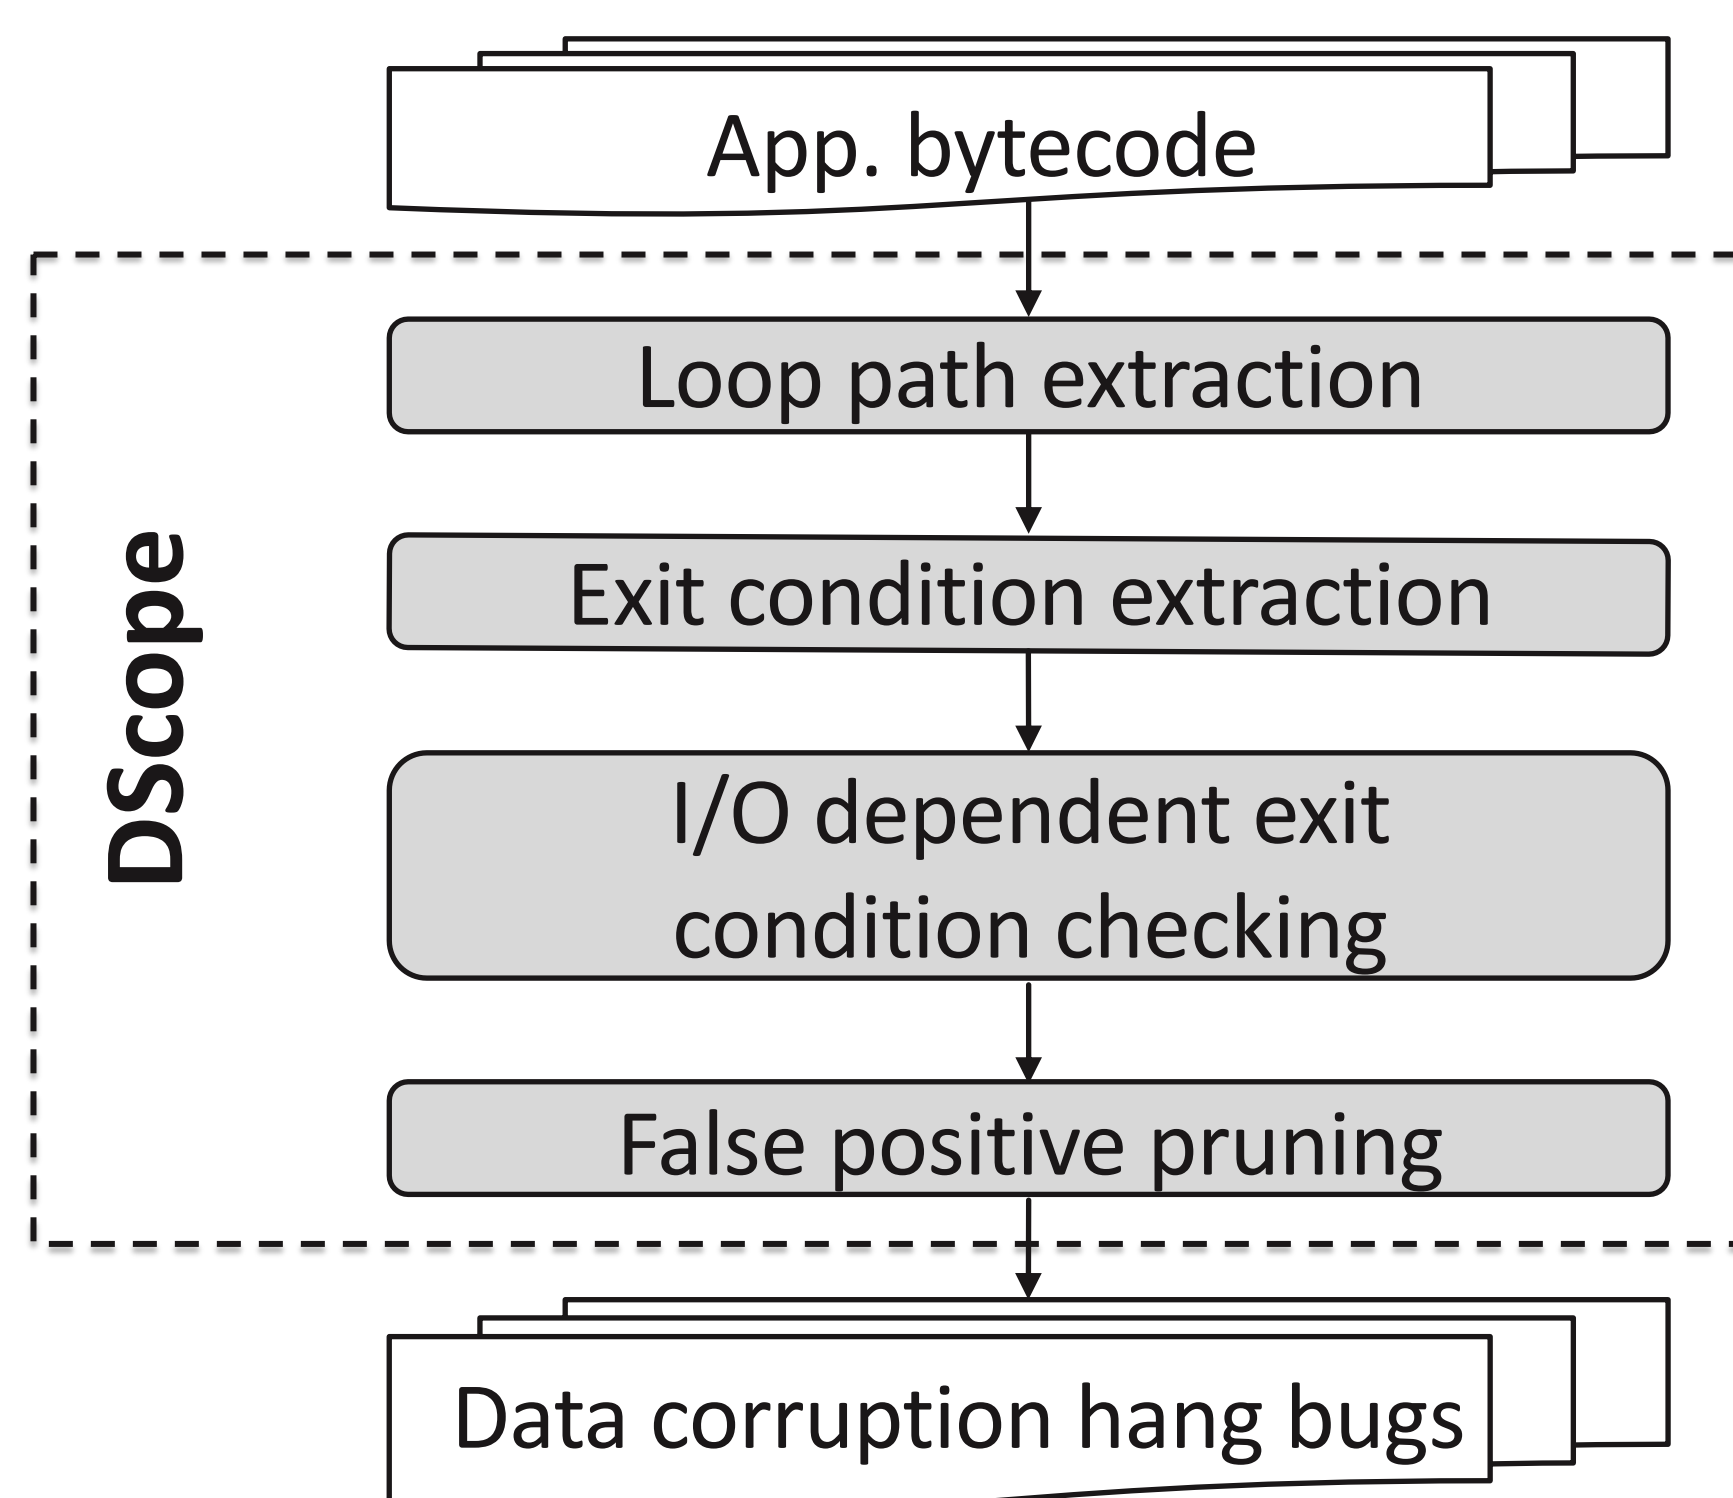 App. bytecode
Loop path extraction
Exit condition extraction
DScope
I/O dependent exit
condition checking
False positive pruning
Data corruption hang bugs